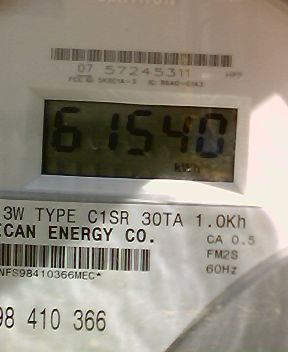 07 57245311
61540
kWh
3W TYPE C1SR 30TA 1.0Kh
ICAN ENERGY CO.
CA 0.5
FM2S
60Hz
NFS98410366MEC*
98 410 366